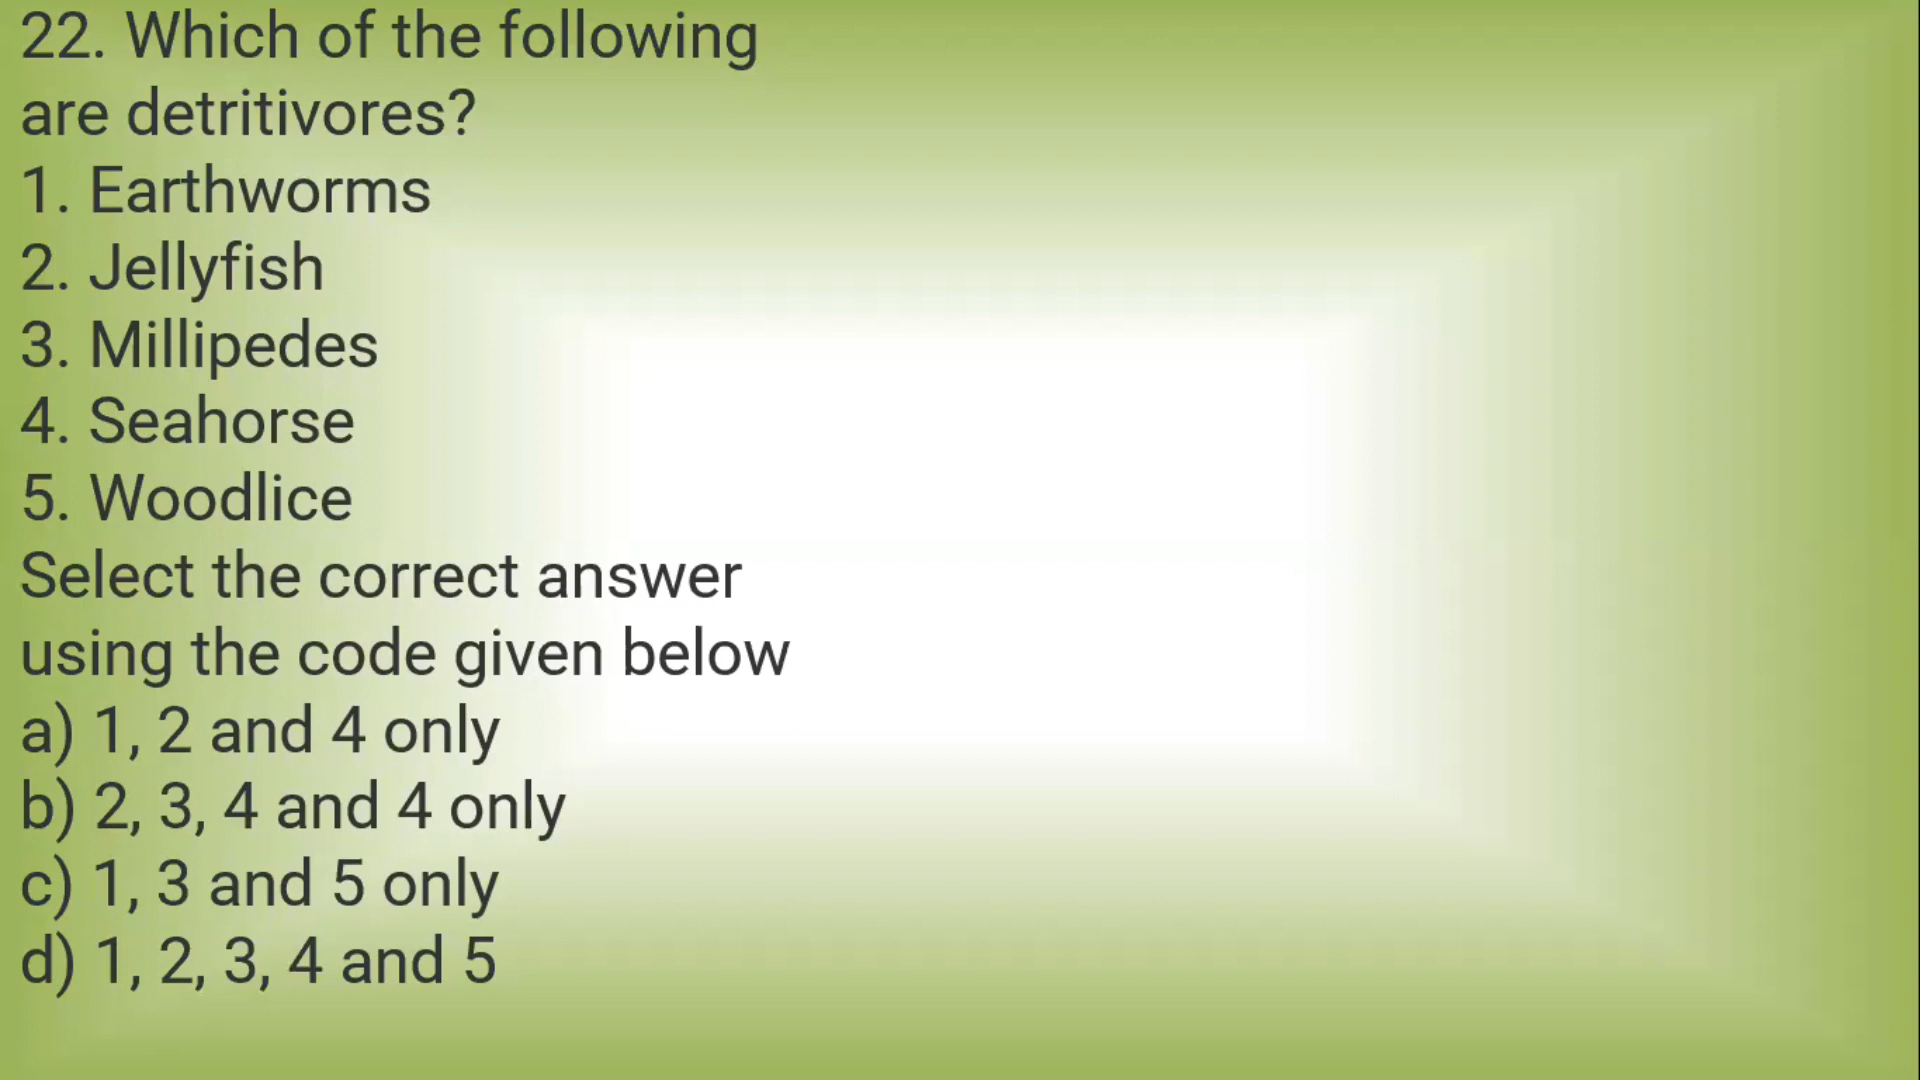 22. Which of the following
are detritivores?
1. Earthworms
2. Jellyfish
3. Millipedes
4. Seahorse
5. Woodlice
Select the correct answer
using the code given below
a) 1, 2 and 4 only
b) 2, 3, 4 and 4 only
c) 1, 3 and 5 only
d) 1, 2, 3, 4 and 5